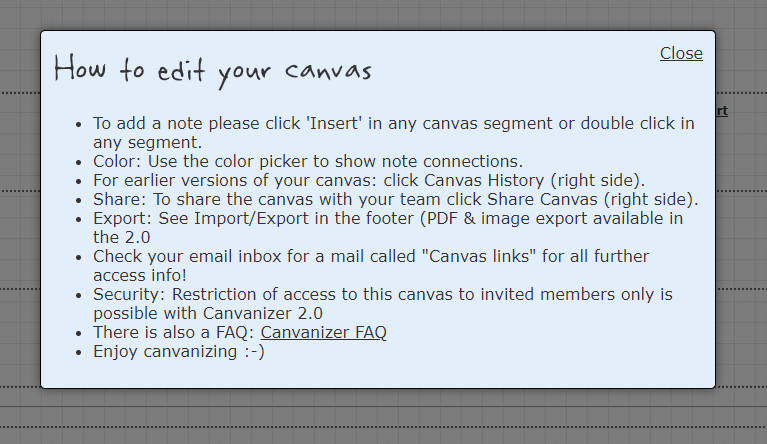 Close
How to edit your canvas
rt
• To add a note please click 'Insert' in any canvas segment or double click in
any segment.
• Color: Use the color picker to show note connections.
• For earlier versions of your canvas: click Canvas History (right side).
• Share: To share the canvas with your team click Share Canvas (right side).
• Export: See Import/Export in the footer (PDF & image export available in
the 2.0
• Check your email inbox for a mail called "Canvas links" for all further
access info!
• Security: Restriction of access to this canvas to invited members only is
possible with Canvanizer 2.0
• There is also a FAQ: Canvanizer FAQ
• Enjoy canvanizing :-)